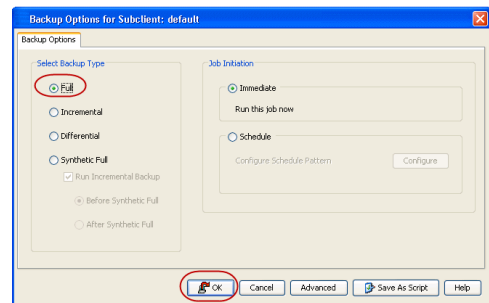 Backup Options for Subclient: default
Backup Options
Select Backup Type
Full
Incremental
Differential
Synthetic Full
Run Incremental Backup
Before Synthetic Full
After Synthetic Full
Job Initiation
Immediate
Run this job now
Schedule
Configure Schedule Pattern
Configure
OK
Cancel
Advanced
Save As Script
Help